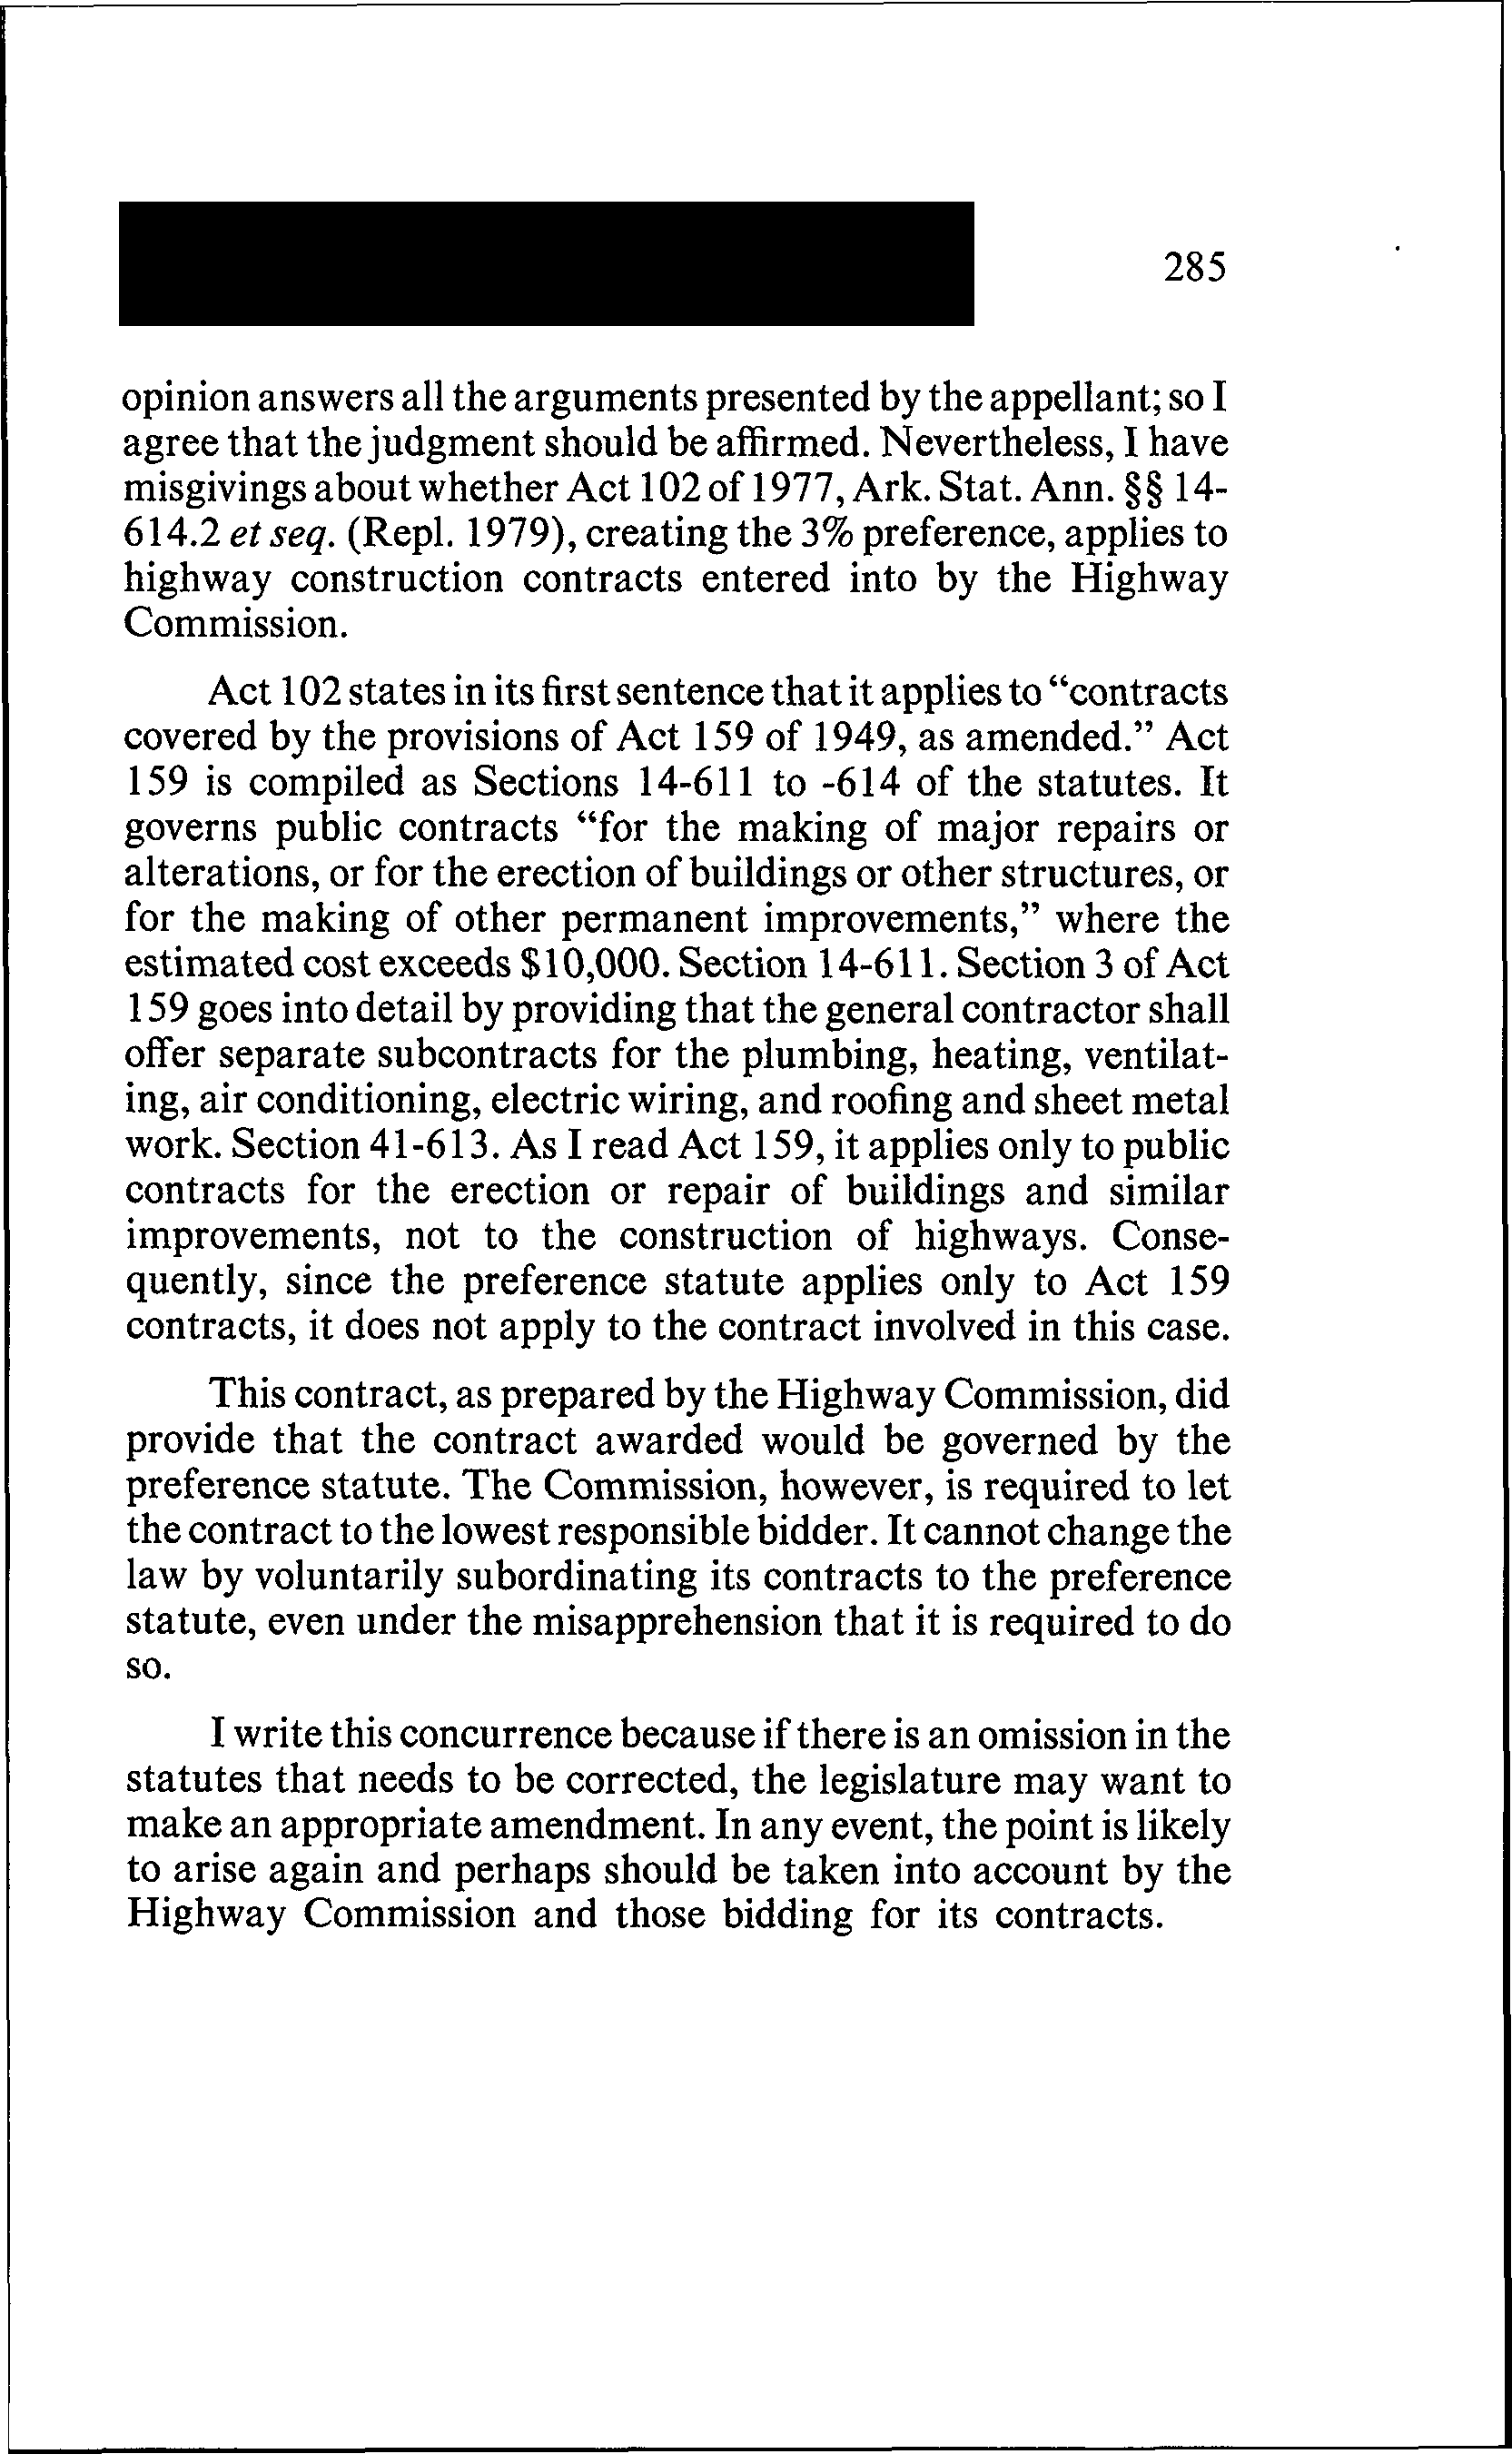 285
opinion answers all the arguments presented by the appellant; so I
agree that the judgment should be affirmed. Nevertheless, I have
misgivings about whether Act 102 of 1977, Ark. Stat. Ann. §§ 14-
614.2 et seq. (Repl. 1979), creating the 3% preference, applies to
highway construction contracts entered into by the Highway
Commission.
Act 102 states in its first sentence that it applies to “contracts
covered by the provisions of Act 159 of 1949, as amended.” Act
159 is compiled as Sections 14-611 to -614 of the statutes. It
governs public contracts “for the making of major repairs or
alterations, or for the erection of buildings or other structures, or
for the making of other permanent improvements,” where the
estimated cost exceeds $10,000. Section 14-611. Section 3 of Act
159 goes into detail by providing that the general contractor shall
offer separate subcontracts for the plumbing, heating, ventilat-
ing, air conditioning, electric wiring, and roofing and sheet metal
work. Section 41-613. As I read Act 159, it applies only to public
contracts for the erection or repair of buildings and similar
improvements, not to the construction of highways. Conse-
quently, since the preference statute applies only to Act 159
contracts, it does not apply to the contract involved in this case.
This contract, as prepared by the Highway Commission, did
provide that the contract awarded would be governed by the
preference statute. The Commission, however, is required to let
the contract to the lowest responsible bidder. It cannot change the
law by voluntarily subordinating its contracts to the preference
statute, even under the misapprehension that it is required to do
so.
I write this concurrence because if there is an omission in the
statutes that needs to be corrected, the legislature may want to
make an appropriate amendment. In any event, the point is likely
to arise again and perhaps should be taken into account by the
Highway Commission and those bidding for its contracts.